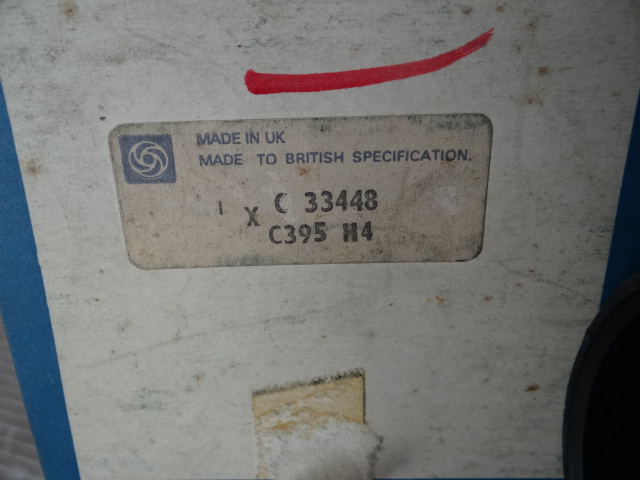 MADE IN UK
MADE TO BRITISH SPECIFICATION.
1 X C 33448
C395 H4